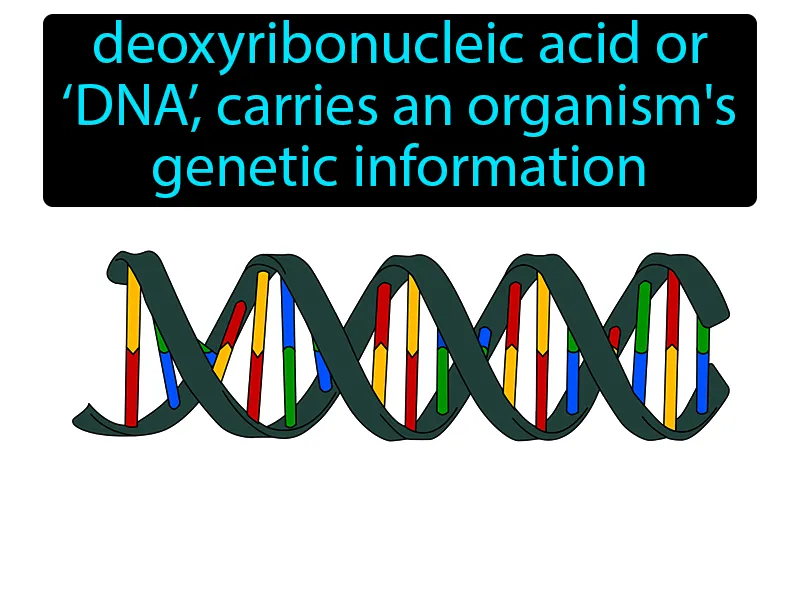 deoxyribonucleic acid or
‘DNA’, carries an organism's
genetic information